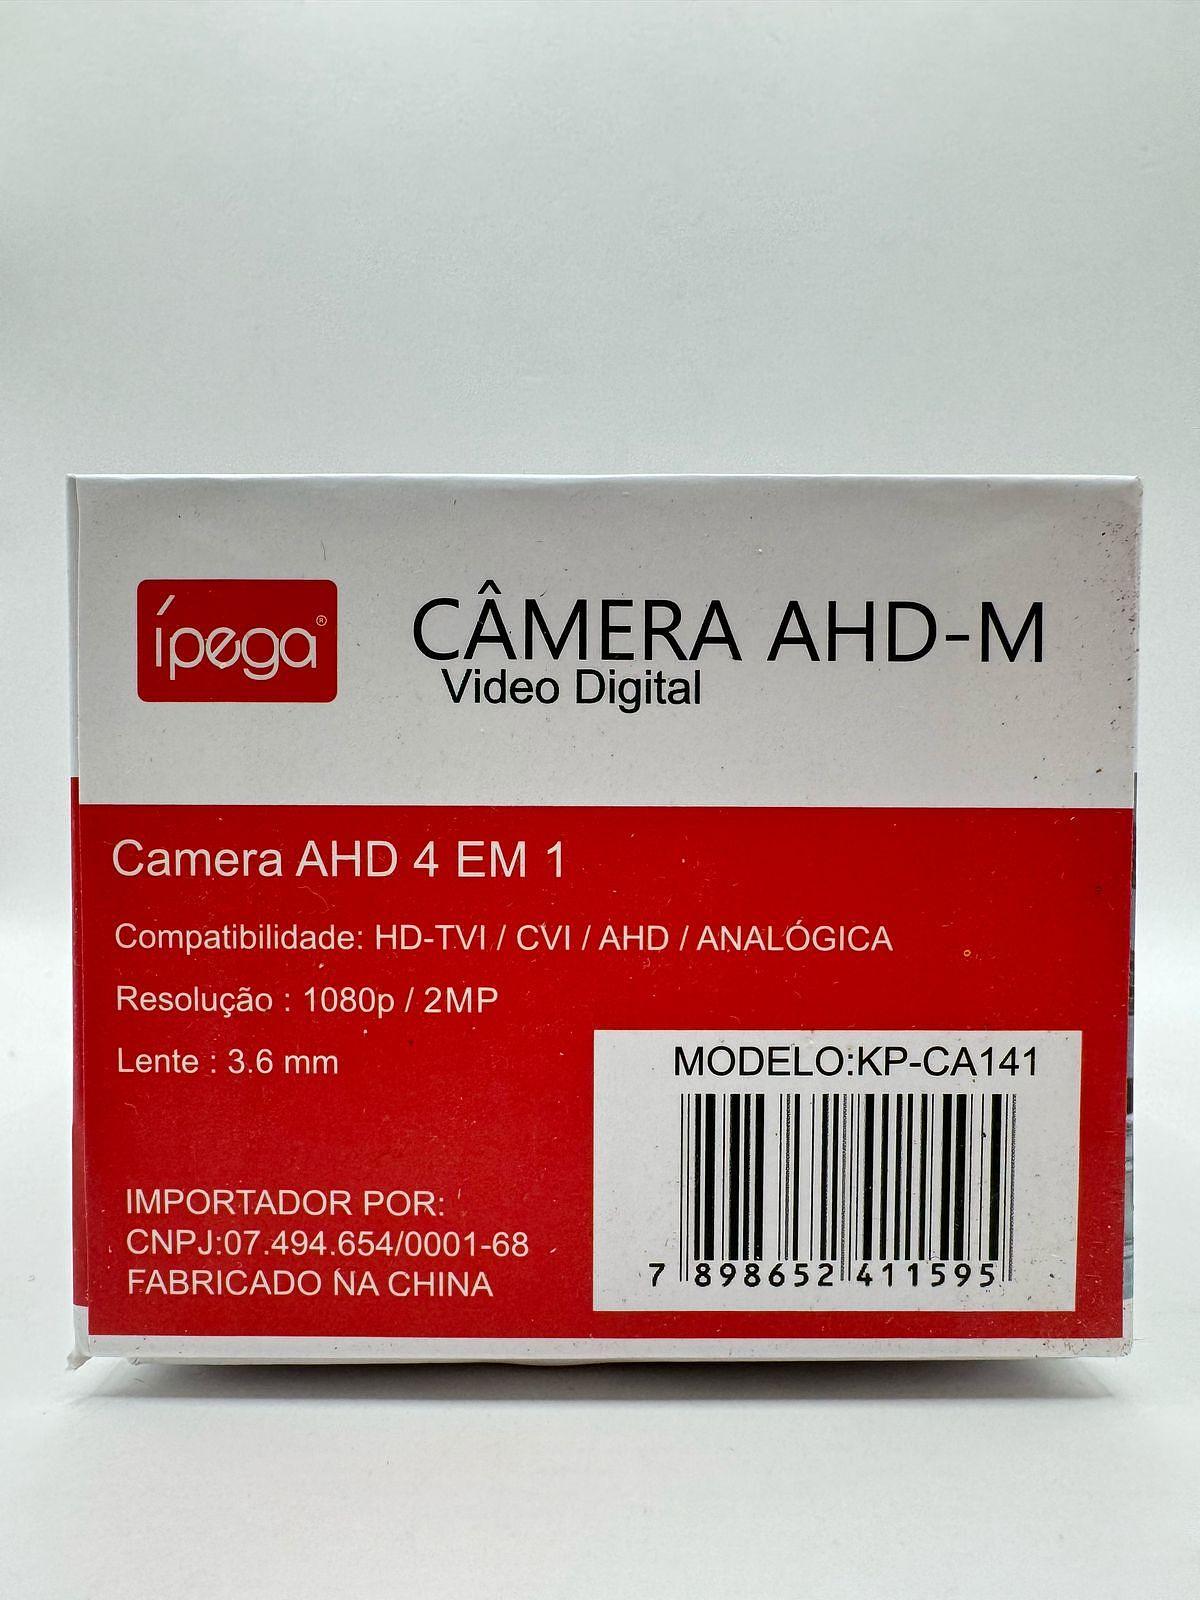 ípega®
CÂMERA AHD-M
Video Digital
Camera AHD 4 EM 1
Compatibilidade: HD-TVI / CVI / AHD / ANALÓGICA
Resolução : 1080p / 2MP
Lente : 3.6 mm
MODELO:KP-CA141
7 898652 411595
IMPORTADOR POR:
CNPJ:07.494.654/0001-68
FABRICADO NA CHINA